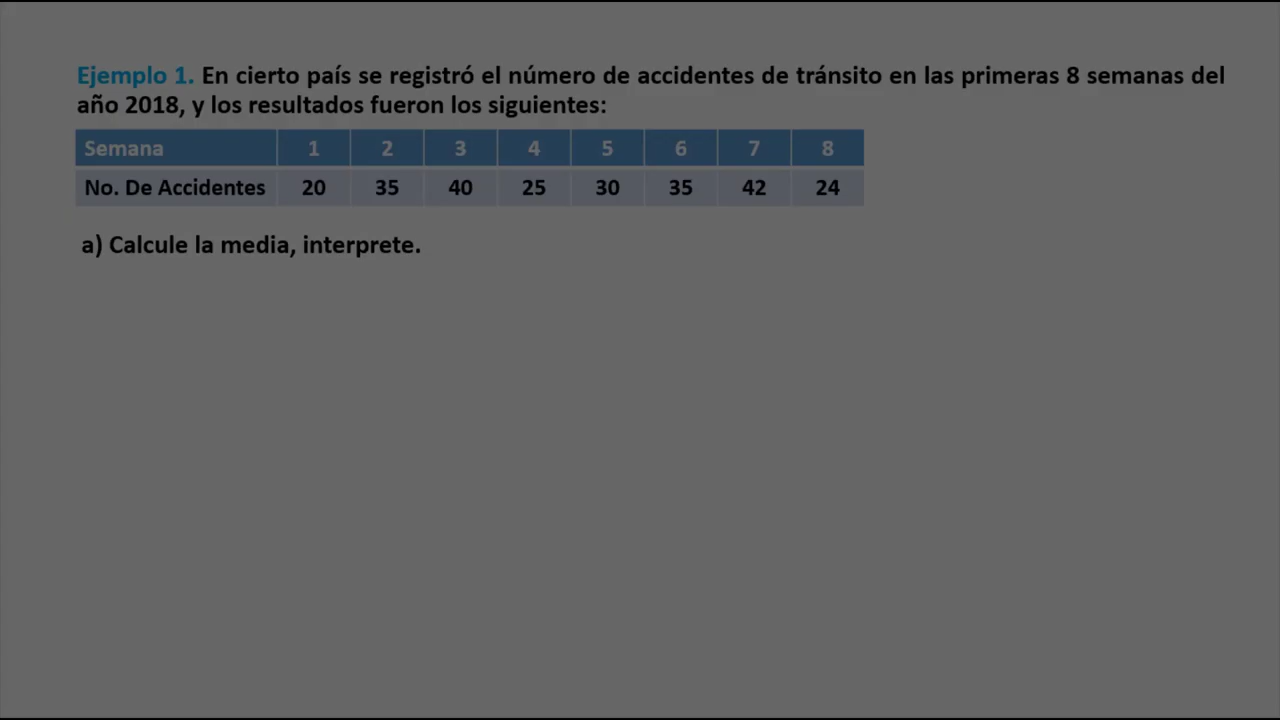 Ejemplo 1. En cierto país se registró el número de accidentes de tránsito en las primeras 8 semanas del
año 2018, y los resultados fueron los siguientes:
Semana 1 2 3 4 5 6 7 8
No. De Accidentes 20 35 40 25 30 35 42 24
a) Calcule la media, interprete.